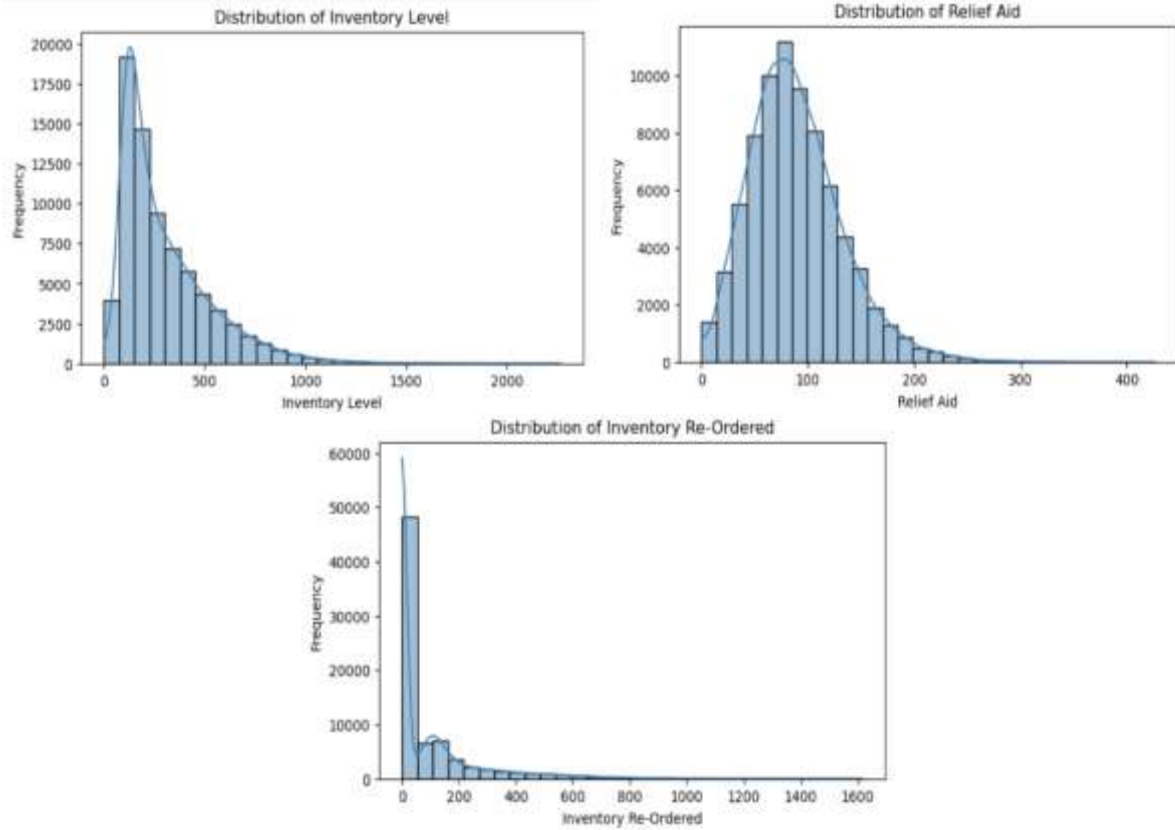 Distribution of Inventory Level
20000
17500
15000
12500
10000
7500
5000
2500
0
Frequency
0 500 1000 1500 2000
Inventory Level
Distribution of Relief Aid
10000
8000
6000
4000
2000
0
Frequency
0 100 200 300 400
Relief Aid
Distribution of Inventory Re-Ordered
60000
50000
40000
30000
20000
10000
0
Frequency
0 200 400 600 800 1000 1200 1400 1600
Inventory Re-Ordered